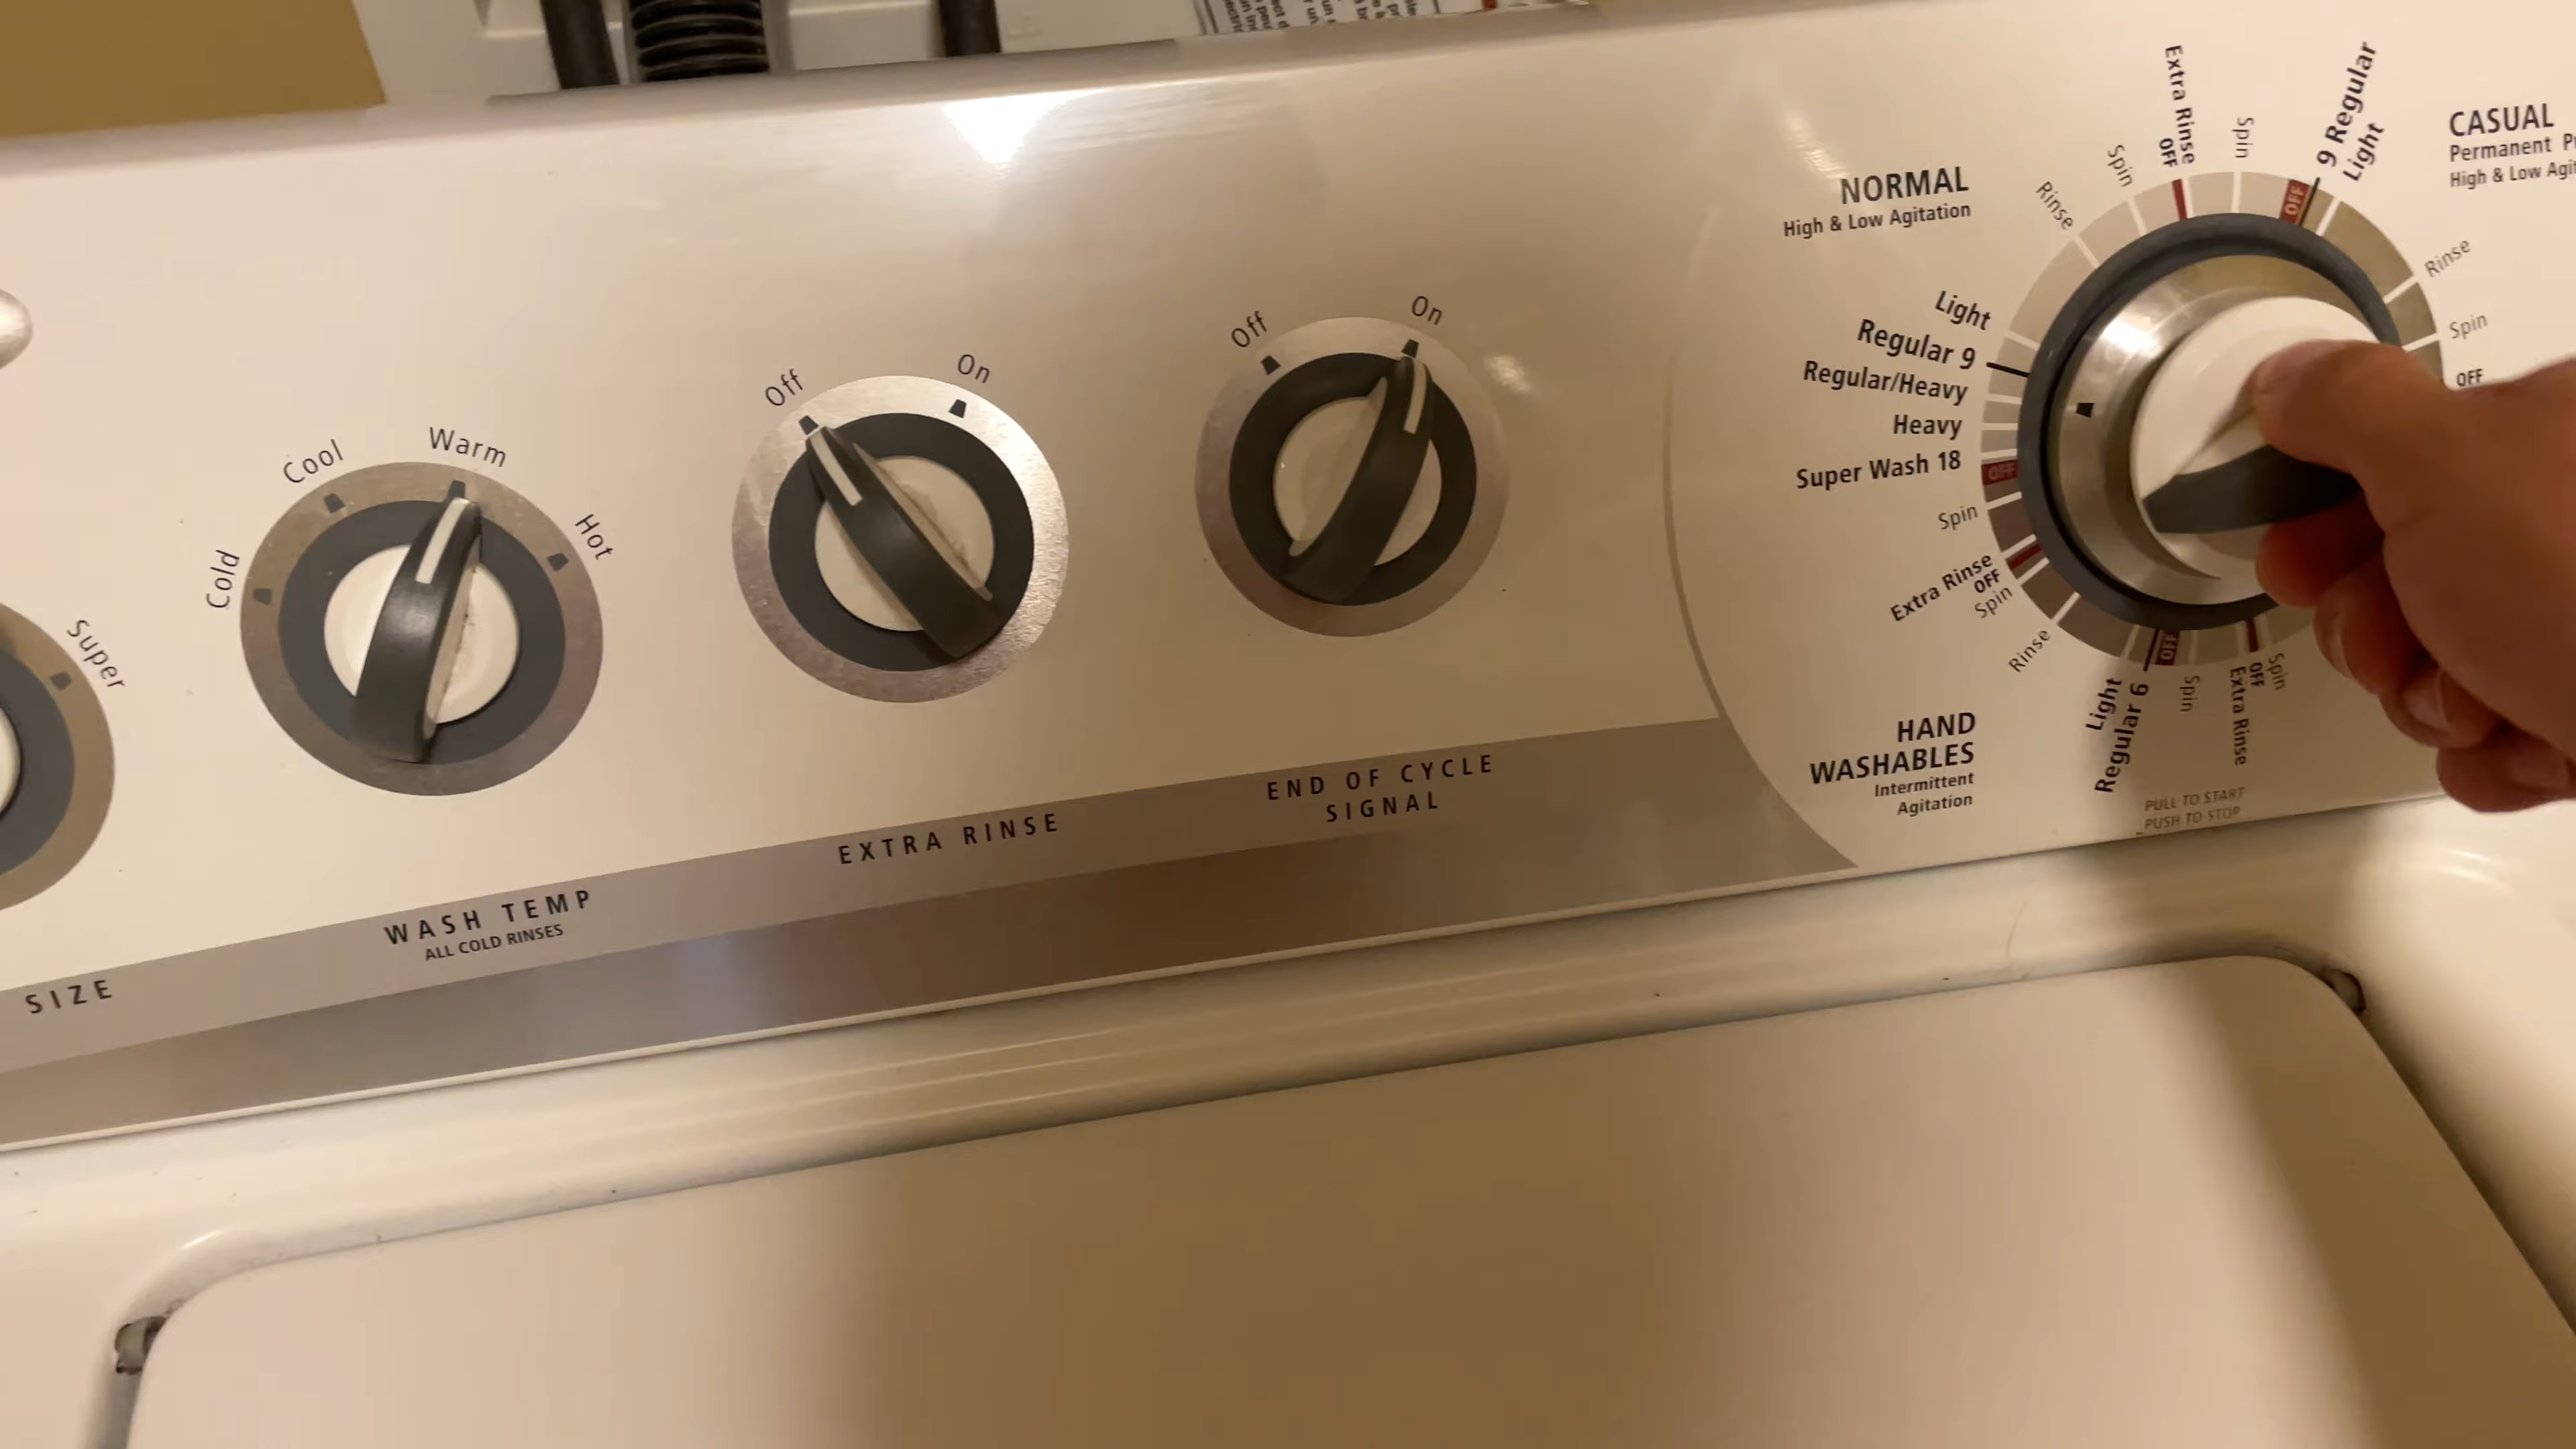 Super
SIZE
Cold
Cool
Warm
Hot
WASH TEMP
ALL COLD RINSES
Off
On
EXTRA RINSE
Off
On
END OF CYCLE
SIGNAL
NORMAL
High & Low Agitation
Light
Regular 9
Regular/Heavy
Heavy
Super Wash 18
OFF
Spin
Extra Rinse
OFF
Spin
Rinse
HAND
WASHABLES
Intermittent
Agitation
Light
Regular 6
OFF
Spin
Extra Rinse
OFF
Spin
PULL TO START
PUSH TO STOP
Rinse
Spin
Extra Rinse
OFF
Spin
OFF
9 Regular
Light
CASUAL
Permanent
High & Low
Rinse
Spin
OFF